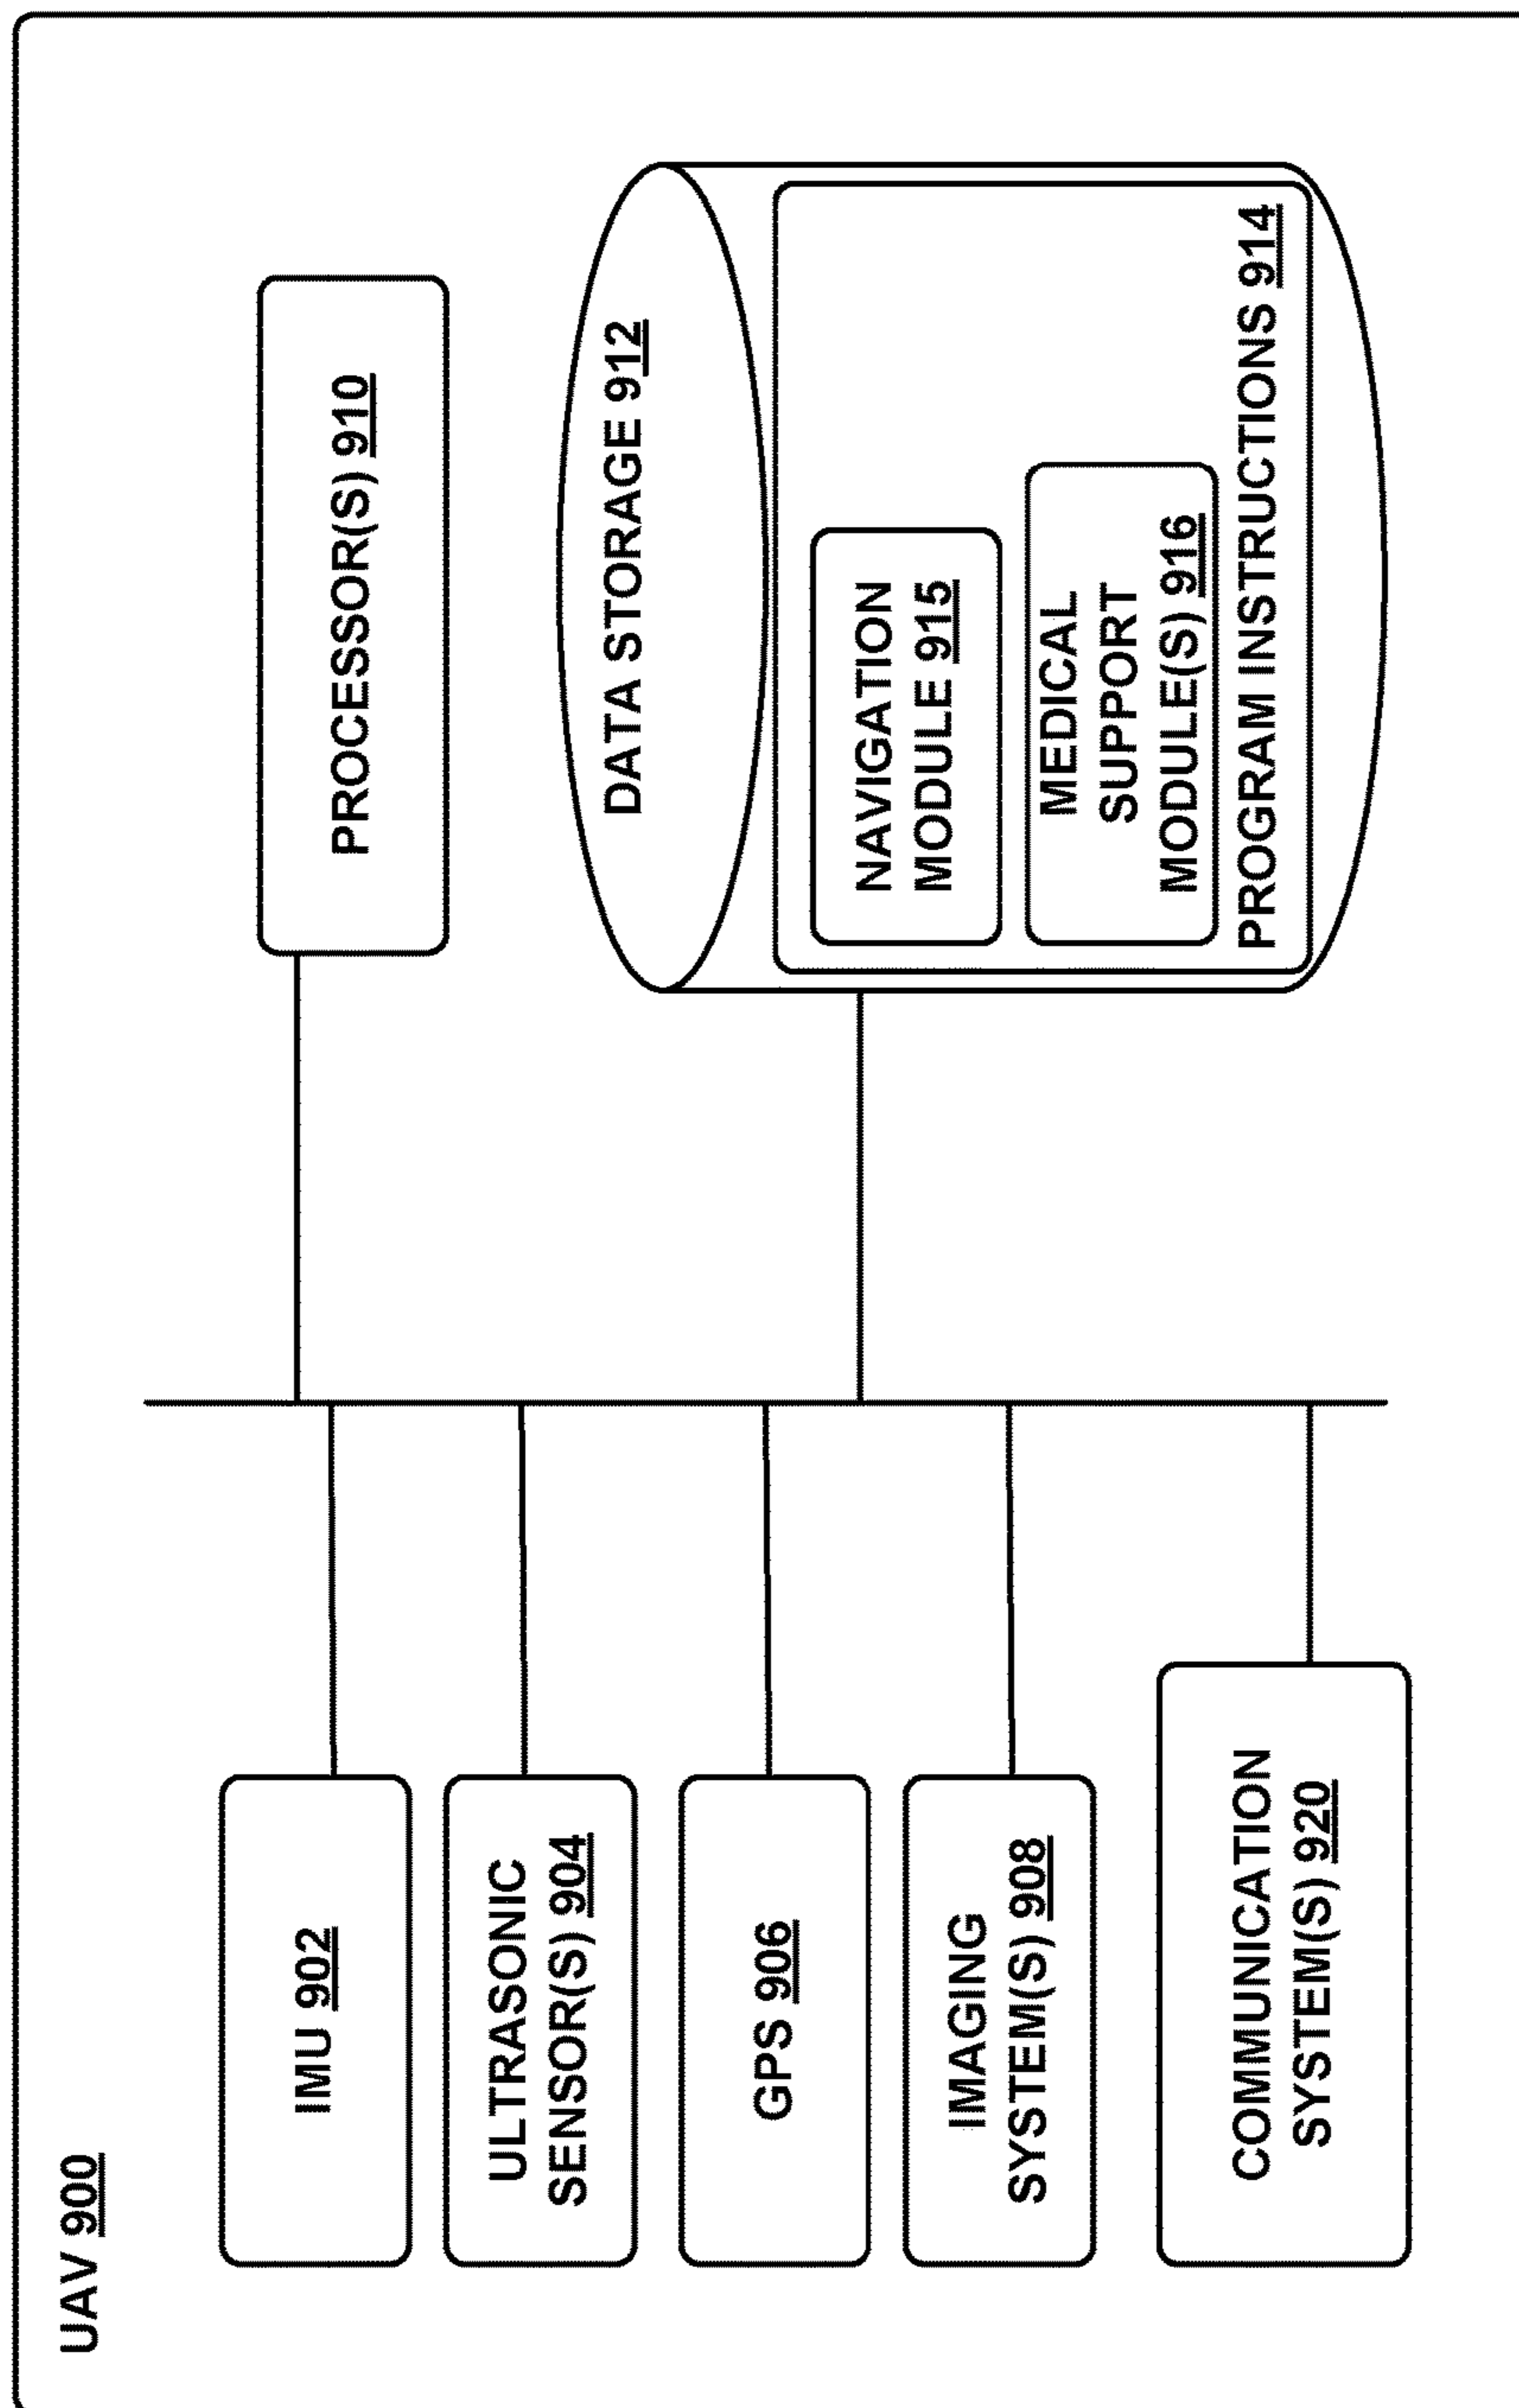 UAV 900
IMU 902
ULTRASONIC
SENSOR(S) 904
GPS 906
IMAGING
SYSTEM(S) 908
COMMUNICATION
SYSTEM(S) 920
PROCESSOR(S) 910
DATA STORAGE 912
NAVIGATION
MODULE 915
MEDICAL
SUPPORT
MODULE(S) 916
PROGRAM INSTRUCTIONS 914